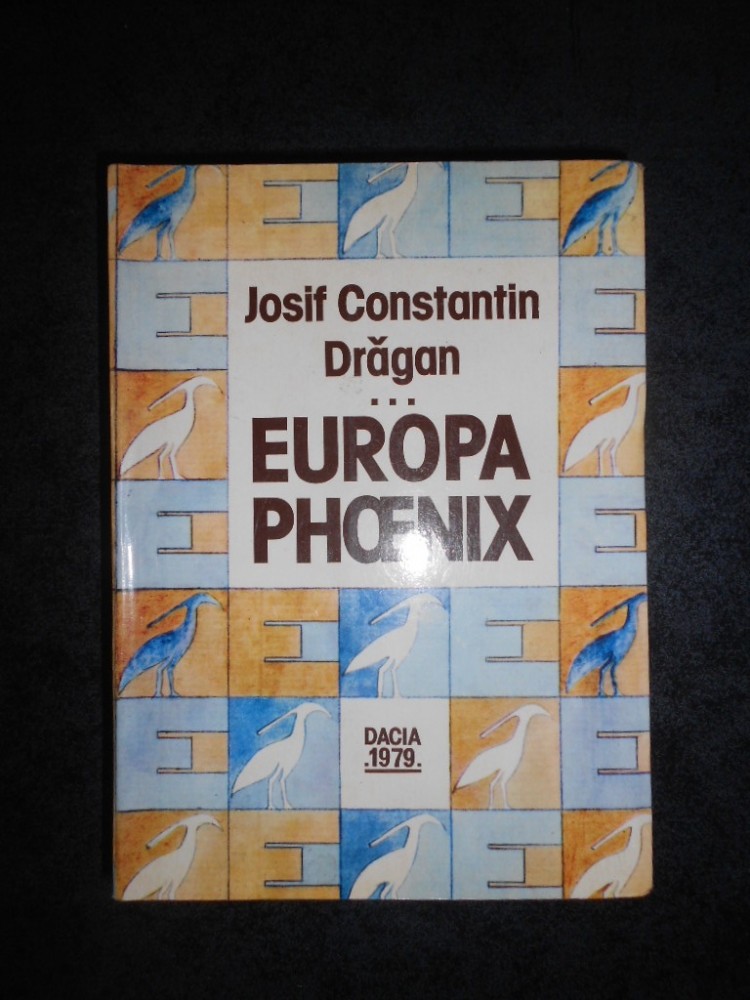 Josif Constantin
Drăgan
...
EUROPA
PHŒNIX
DACIA
.1979.